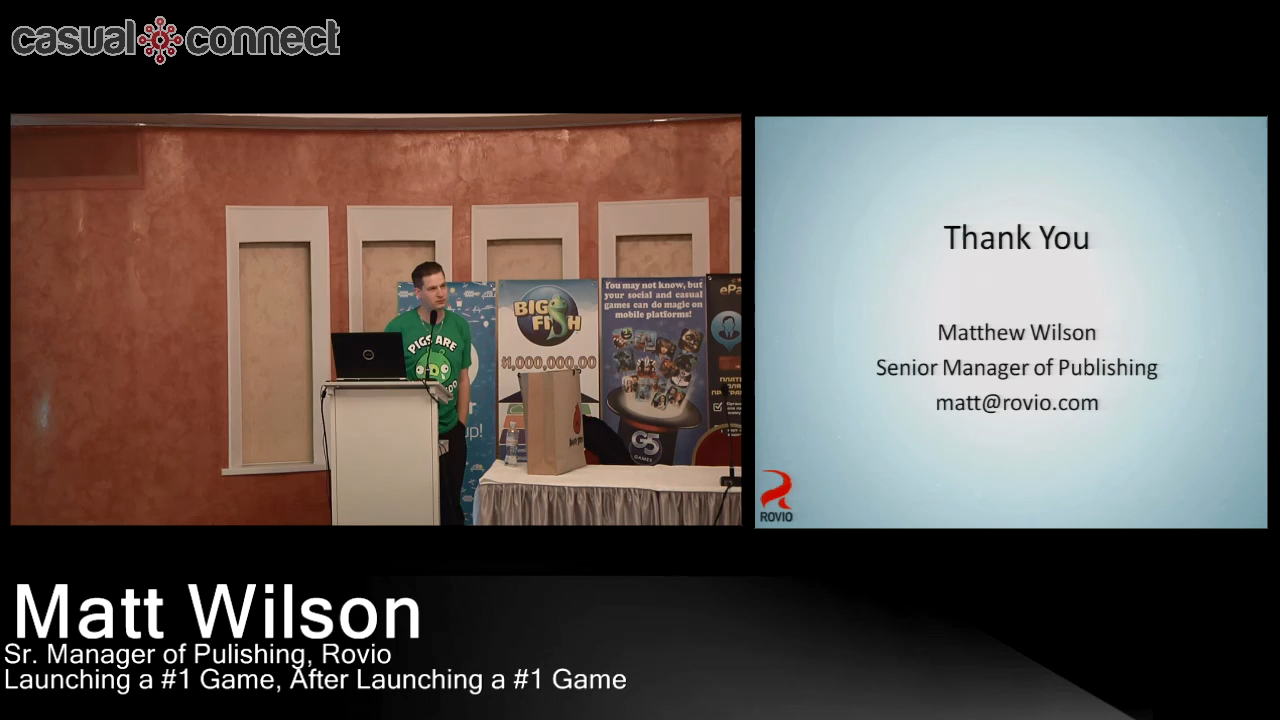 casual connect
Thank You
Matthew Wilson
Senior Manager of Publishing
matt@rovio.com
ROVIO
PIGS ARE
BIG
FISH
$1,000,000.00
You may not know, but
your social and casual
games can do magic on
mobile platforms!
G5
GAMES
up!
Matt Wilson
Sr. Manager of Pulishing, Rovio
Launching a #1 Game, After Launching a #1 Game